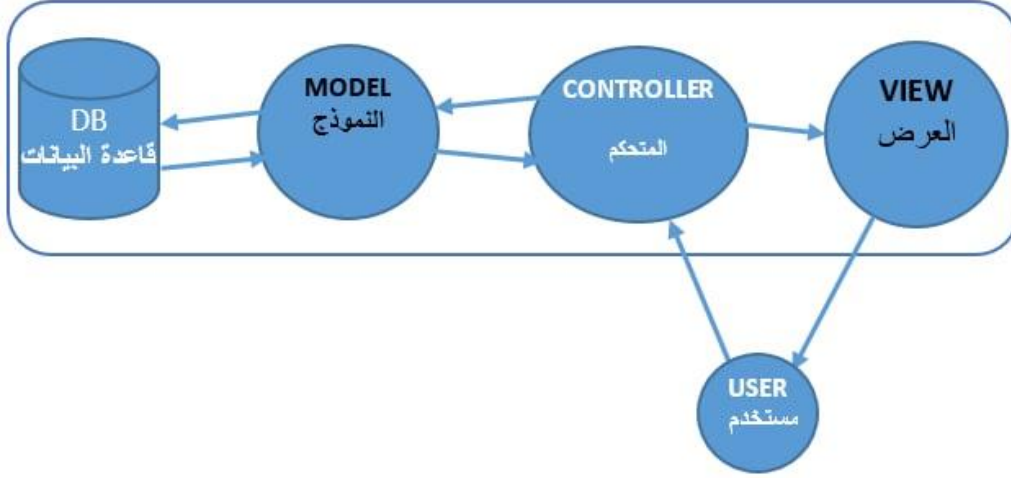 DB
قاعدة البيانات
MODEL
النموذج
CONTROLLER
المتحكم
VIEW
العرض
USER
مستخدم